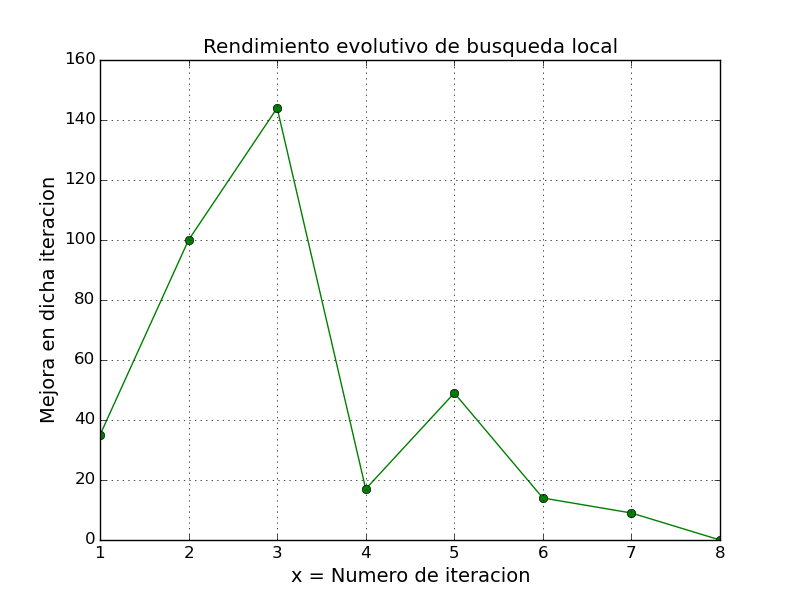 Rendimiento evolutivo de busqueda local
160
140
120
100
80
60
40
20
0
Mejora en dicha iteracion
1 2 3 4 5 6 7 8
x = Numero de iteracion